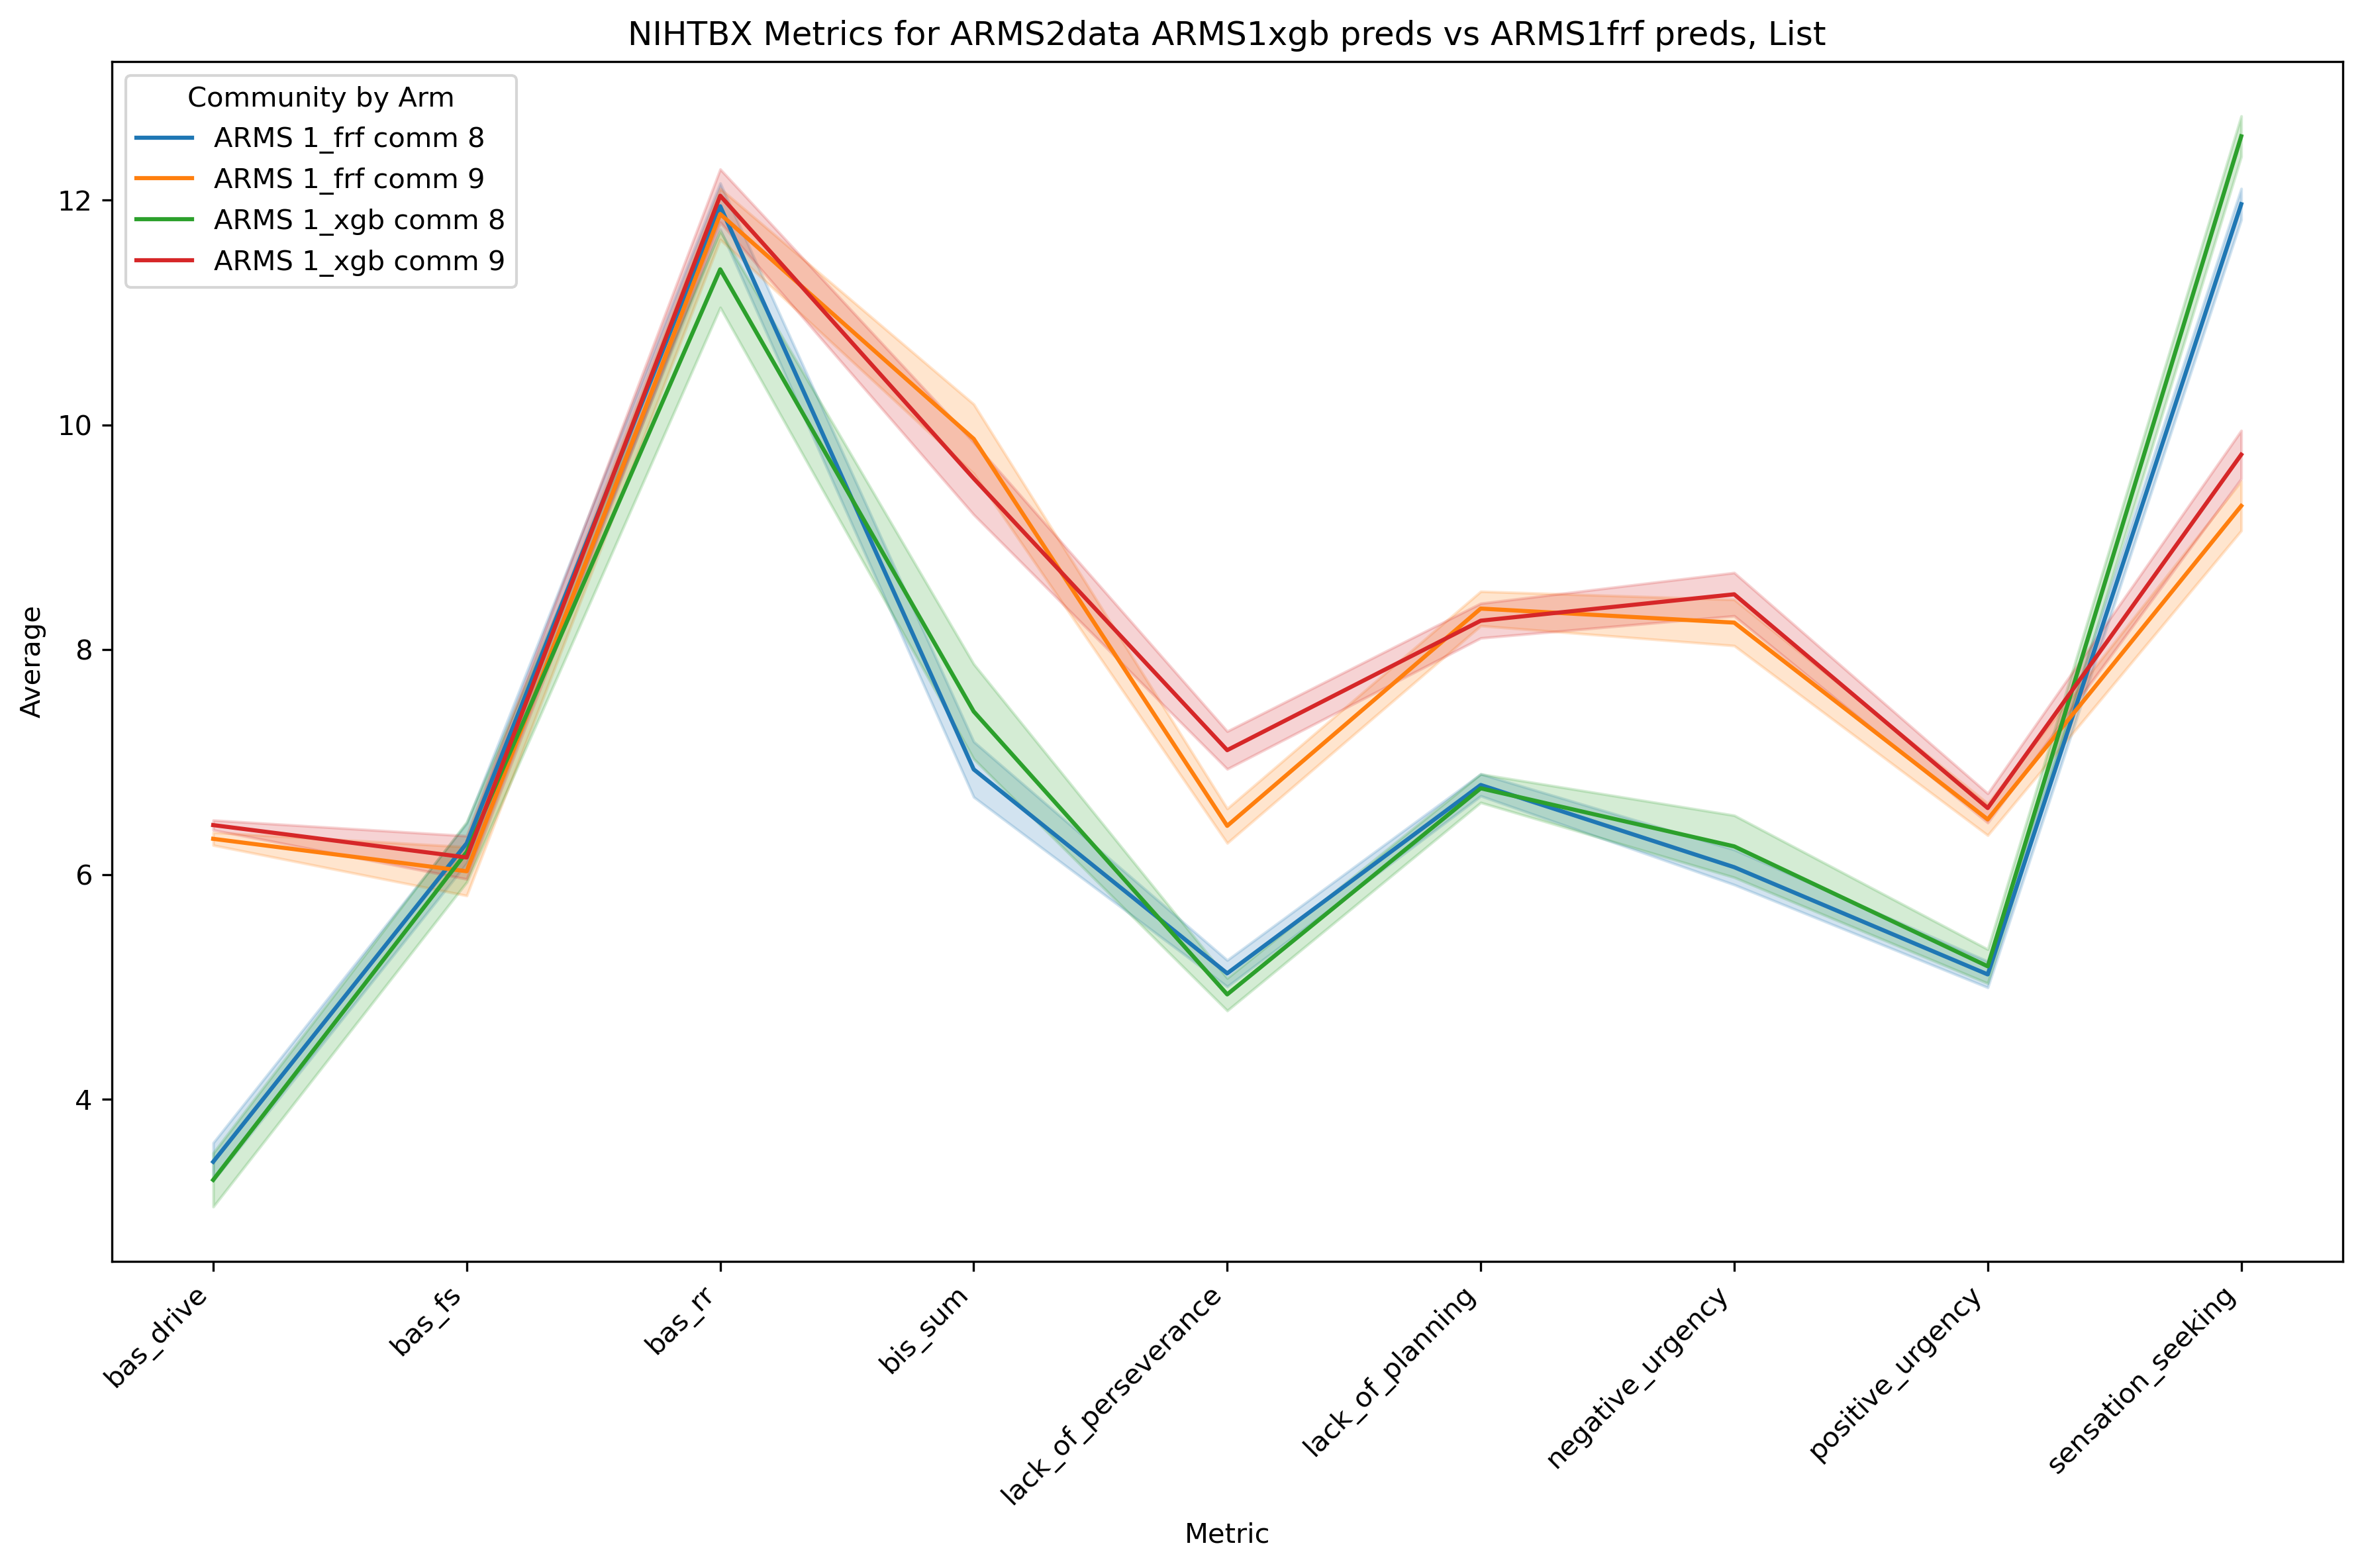 NIHTBX Metrics for ARMS2data ARMS1xgb preds vs ARMS1frf preds, List
Community by Arm
ARMS 1_frf comm 8
ARMS 1_frf comm 9
ARMS 1_xgb comm 8
ARMS 1_xgb comm 9
12
10
8
6
4
Average
bas_drive
bas_fs
bas_rr
bis_sum
lack_of_perseverance
lack_of_planning
negative_urgency
positive_urgency
sensation_seeking
Metric